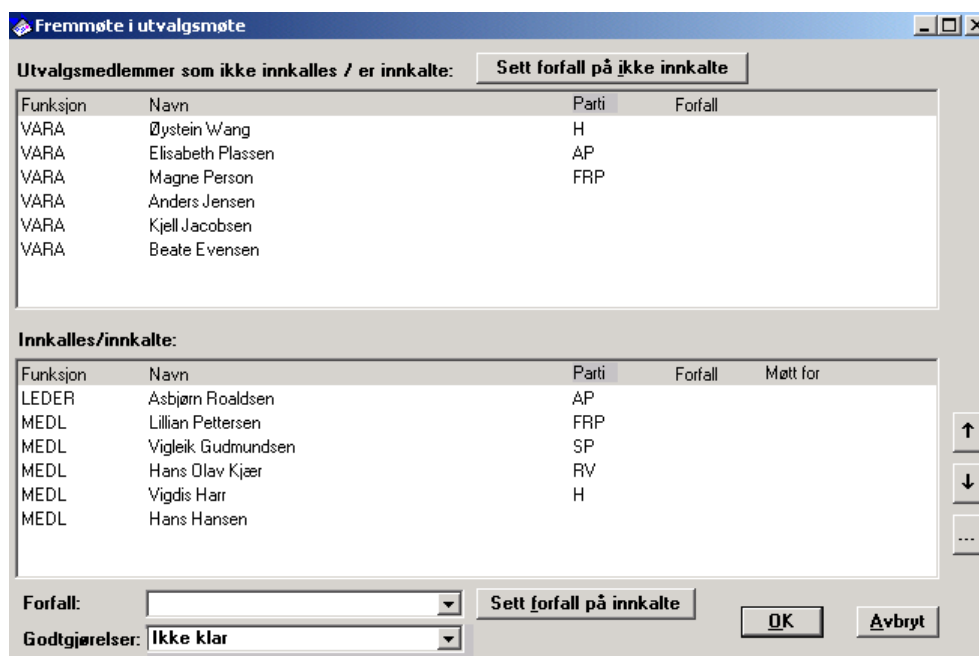 Fremmøte i utvalgsmøte
Utvalgsmedlemmer som ikke innkalles / er innkalte: Sett forfall på ikke innkalte
Funksjon Navn Parti Forfall
VARA Øystein Wang H
VARA Elisabeth Plassen AP
VARA Magne Person FRP
VARA Anders Jensen
VARA Kjell Jacobsen
VARA Beate Evensen
Innkalles/innkalte:
Funksjon Navn Parti Forfall Møtt for
LEDER Asbjørn Roaldsen AP
MEDL Lillian Pettersen FRP
MEDL Vigleik Gudmundsen SP
MEDL Hans Olav Kjær RV
MEDL Vigdis Harr H
MEDL Hans Hansen
...
Forfall: Sett forfall på innkalte
OK Avbryt
Godtgjørelser: Ikke klar